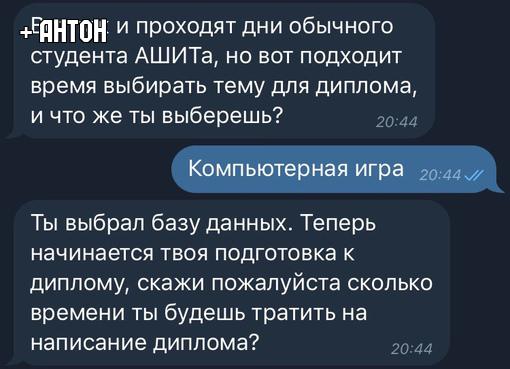 + АНТОН
и проходят дни обычного
студента АШИТа, но вот подходит
время выбирать тему для диплома,
и что же ты выберешь?
20:44
Компьютерная игра 20:44
Ты выбрал базу данных. Теперь
начинается твоя подготовка к
диплому, скажи пожалуйста сколько
времени ты будешь тратить на
написание диплома?
20:44